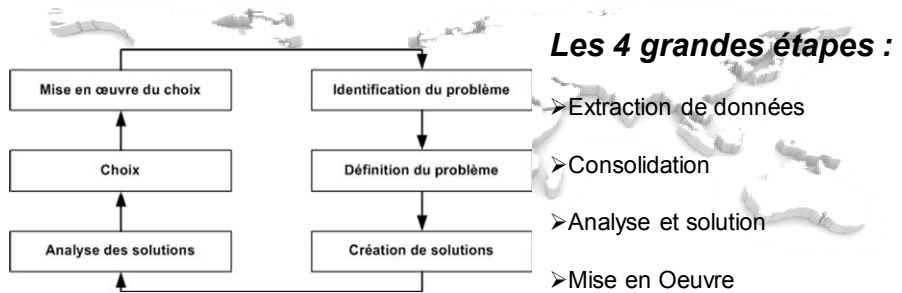 Les 4 grandes étapes :
Mise en œuvre du choix
Identification du problème
➢Extraction de données
Choix
Définition du problème
➢Consolidation
Analyse des solutions
Création de solutions
➢Analyse et solution
➢Mise en Oeuvre